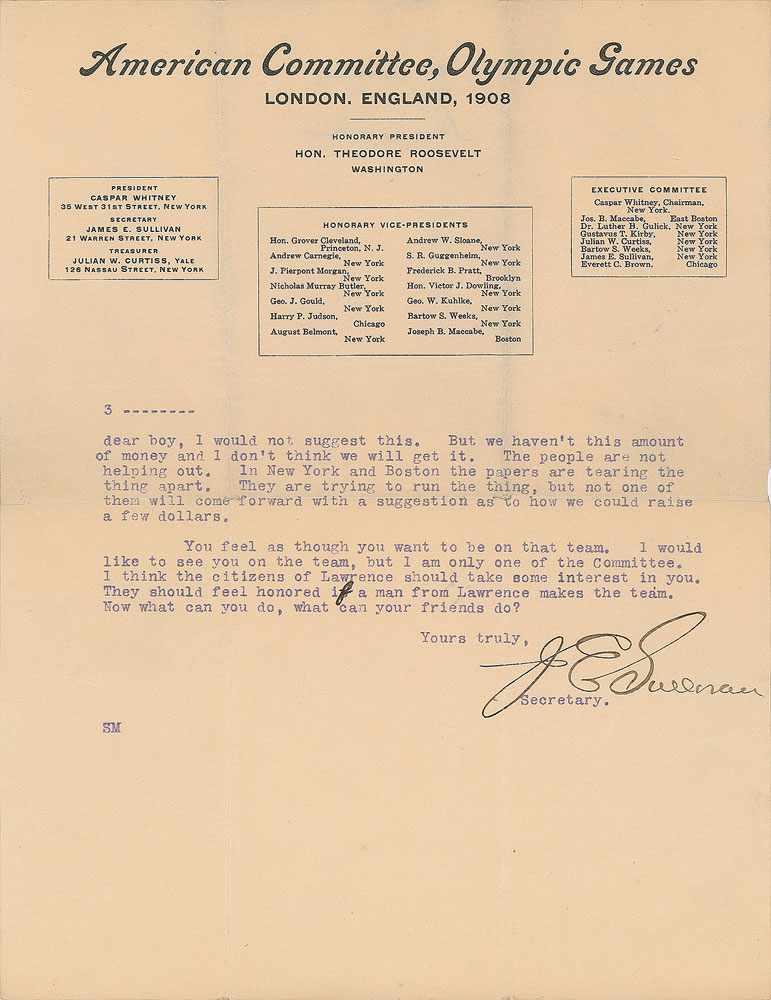 American Committee, Olympic Games
LONDON. ENGLAND, 1908
HONORARY PRESIDENT
HON. THEODORE ROOSEVELT
WASHINGTON
PRESIDENT
CASPAR WHITNEY
35 WEST 31ST STREET, NEW YORK
SECRETARY
JAMES E. SULLIVAN
21 WARREN STREET, NEW YORK
TREASURER
JULIAN W. CURTISS, YALE
126 NASSAU STREET, NEW YORK
HONORARY VICE-PRESIDENTS
Hon. Grover Cleveland,
Princeton, N. J.
Andrew Carnegie,
New York
J. Pierpont Morgan,
New York
Nicholas Murray Butler,
New York
Geo. J. Gould,
New York
Harry P. Judson,
Chicago
August Belmont,
New York
Andrew W. Sloane,
New York
S. R. Guggenheim,
New York
Frederick B. Pratt,
Brooklyn
Hon. Victor J. Dowling,
New York
Geo. W. Kuhlke,
New York
Bartow S. Weeks,
New York
Joseph B. Maccabe,
Boston
EXECUTIVE COMMITTEE
Caspar Whitney, Chairman,
New York.
Jos. B. Maccabe, East Boston
Dr. Luther H. Gulick, New York
Gustavus T. Kirby, New York
Julian W. Curtiss, New York
Bartow S. Weeks, New York
James E. Sullivan, New York
Everett C. Brown, Chicago
3 --------
dear boy, I would not suggest this. But we haven't this amount
of money and I don't think we will get it. The people are not
helping out. In New York and Boston the papers are tearing the
thing apart. They are trying to run the thing, but not one of
them will come forward with a suggestion as to how we could raise
a few dollars.
You feel as though you want to be on that team. I would
like to see you on the team, but I am only one of the Committee.
I think the citizens of Lawrence should take some interest in you.
They should feel honored if a man from Lawrence makes the team.
Now what can you do, what can your friends do?
Yours truly,
J E Sullivan
Secretary.
SM